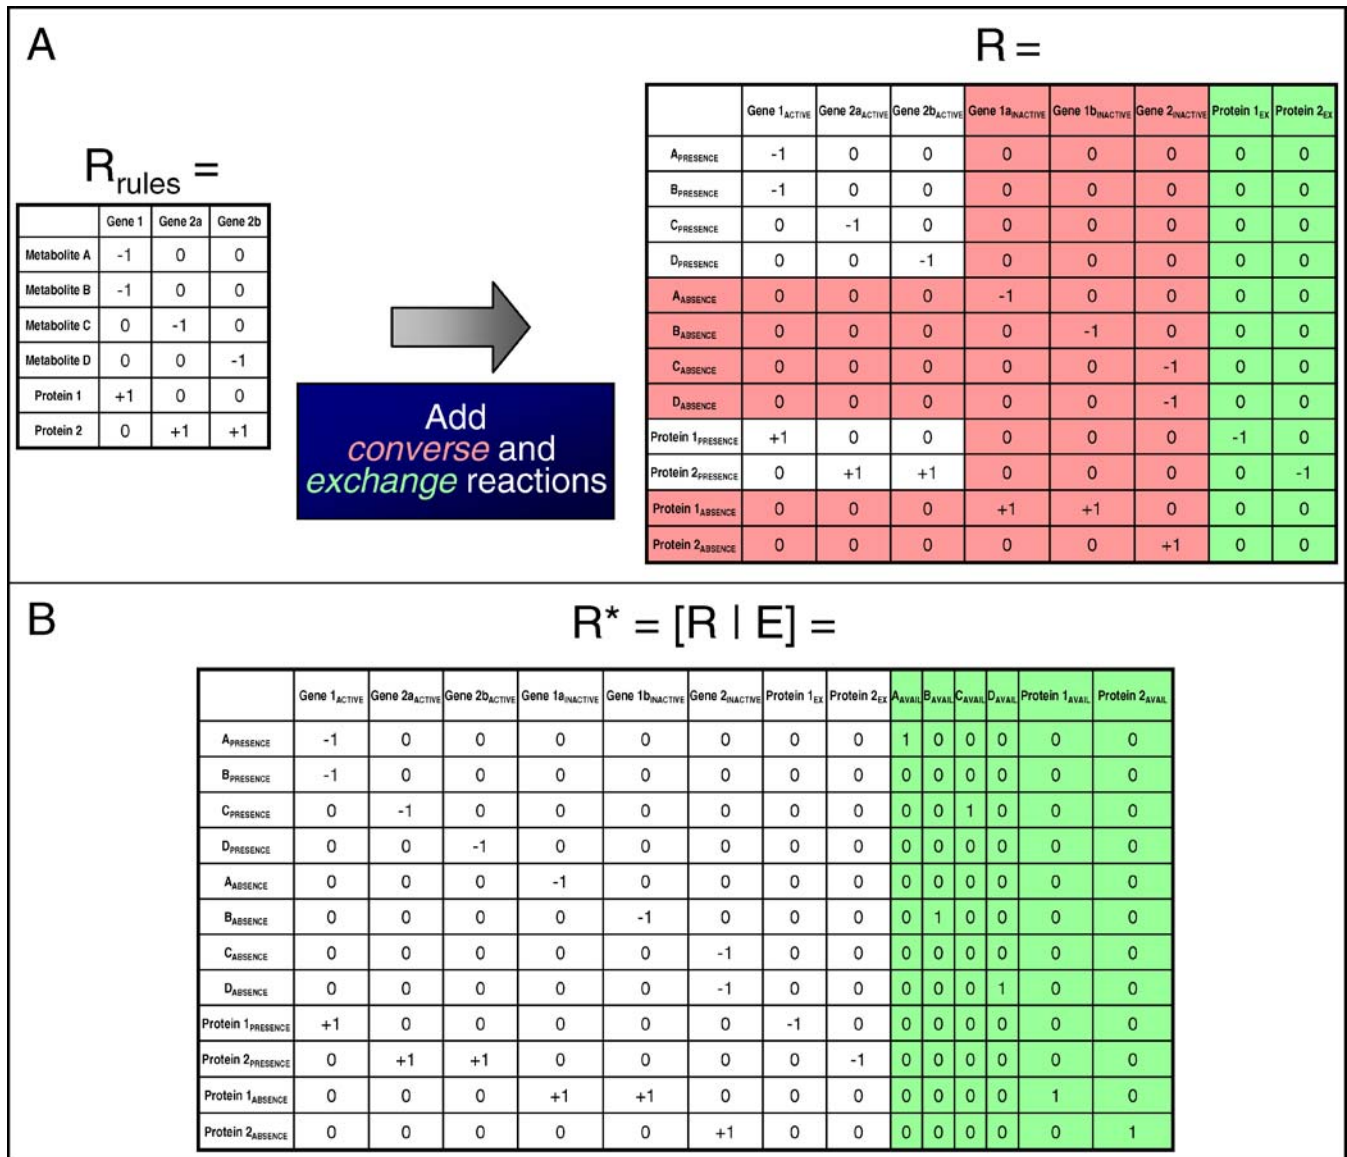 A
R =
R_rules =
Gene 1 Gene 2a Gene 2b
Metabolite A -1 0 0
Metabolite B -1 0 0
Metabolite C 0 -1 0
Metabolite D 0 0 -1
Protein 1 +1 0 0
Protein 2 0 +1 +1
Add
converse and
exchange reactions
Gene 1ACTIVE Gene 2aACTIVE Gene 2bACTIVE Gene 1aINACTIVE Gene 1bINACTIVE Gene 2INACTIVE Protein 1EX Protein 2EX
APRESENCE -1 0 0 0 0 0 0 0
BPRESENCE -1 0 0 0 0 0 0 0
CPRESENCE 0 -1 0 0 0 0 0 0
DPRESENCE 0 0 -1 0 0 0 0 0
AABSENCE 0 0 0 -1 0 0 0 0
BABSENCE 0 0 0 0 -1 0 0 0
CABSENCE 0 0 0 0 0 -1 0 0
DABSENCE 0 0 0 0 0 -1 0 0
Protein 1PRESENCE +1 0 0 0 0 0 -1 0
Protein 2PRESENCE 0 +1 +1 0 0 0 0 -1
Protein 1ABSENCE 0 0 0 +1 +1 0 0 0
Protein 2ABSENCE 0 0 0 0 0 +1 0 0
B
R* = [R | E] =
Gene 1ACTIVE Gene 2aACTIVE Gene 2bACTIVE Gene 1aINACTIVE Gene 1bINACTIVE Gene 2INACTIVE Protein 1EX Protein 2EX AAVAIL BAVAIL CAVAIL DAVAIL Protein 1AVAIL Protein 2AVAIL
APRESENCE -1 0 0 0 0 0 0 0 1 0 0 0 0 0
BPRESENCE -1 0 0 0 0 0 0 0 0 0 0 0 0 0
CPRESENCE 0 -1 0 0 0 0 0 0 0 0 1 0 0 0
DPRESENCE 0 0 -1 0 0 0 0 0 0 0 0 0 0 0
AABSENCE 0 0 0 -1 0 0 0 0 0 0 0 0 0 0
BABSENCE 0 0 0 0 -1 0 0 0 0 1 0 0 0 0
CABSENCE 0 0 0 0 0 -1 0 0 0 0 0 0 0 0
DABSENCE 0 0 0 0 0 -1 0 0 0 0 0 1 0 0
Protein 1PRESENCE +1 0 0 0 0 0 -1 0 0 0 0 0 0 0
Protein 2PRESENCE 0 +1 +1 0 0 0 0 -1 0 0 0 0 0 0
Protein 1ABSENCE 0 0 0 +1 +1 0 0 0 0 0 0 0 1 0
Protein 2ABSENCE 0 0 0 0 0 +1 0 0 0 0 0 0 0 1